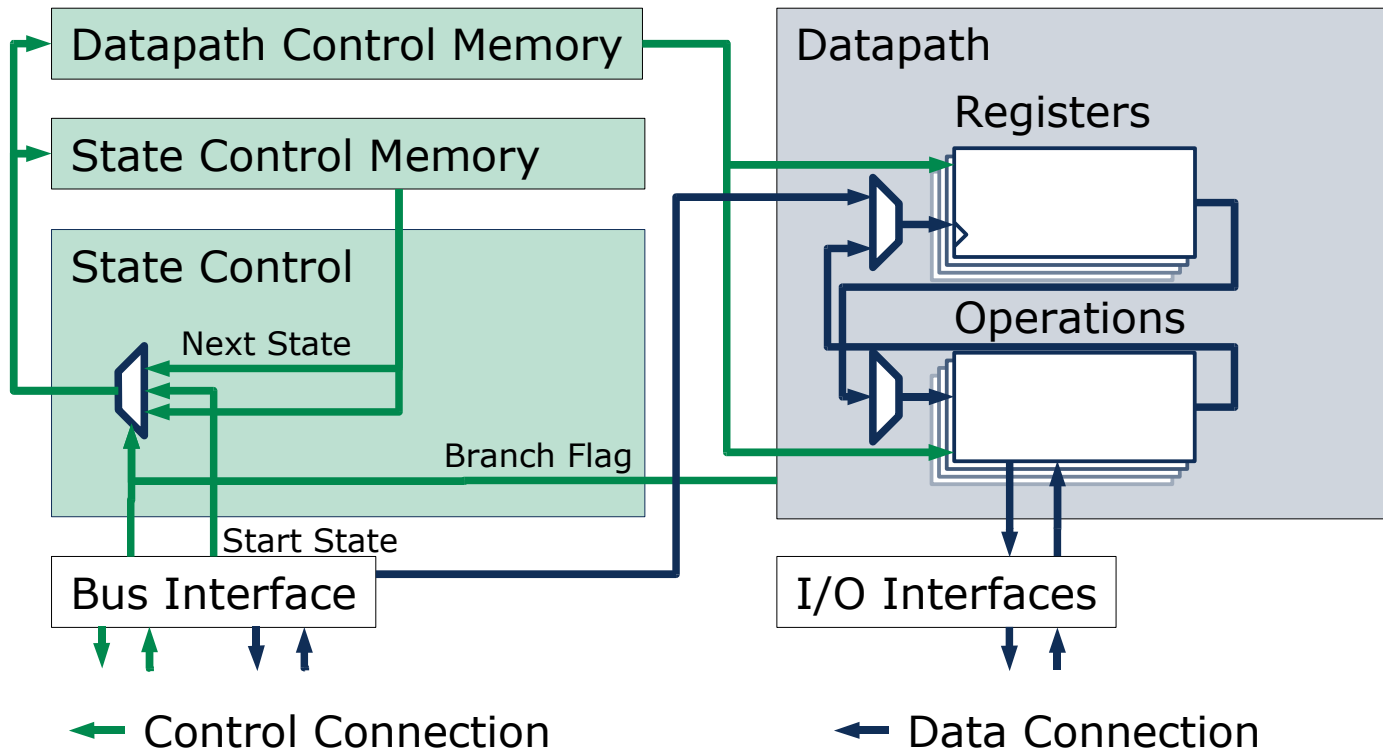 Datapath Control Memory
Datapath
Registers
State Control Memory
State Control
Operations
Next State
Branch Flag
Start State
Bus Interface
I/O Interfaces
Control Connection
Data Connection